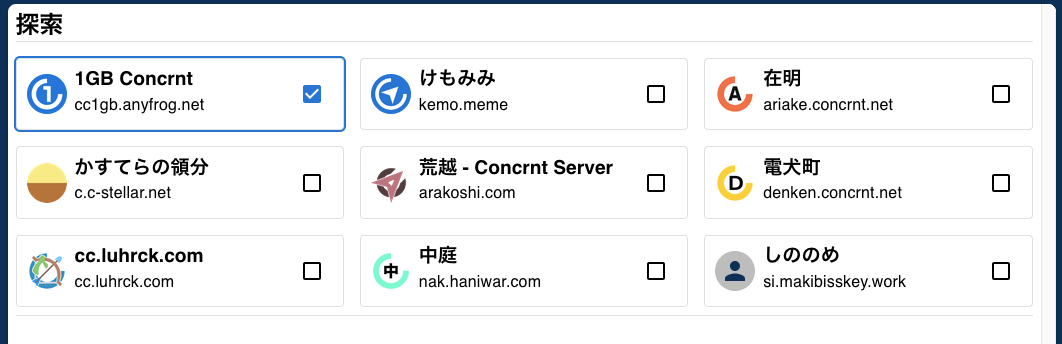 探索
1GB Concrnt
cc1gb.anyfrog.net
けもみみ
kemo.meme
在明
ariake.concrnt.net
かすてらの領分
c.c-stellar.net
荒越 - Concrnt Server
arakoshi.com
電犬町
denken.concrnt.net
cc.luhrck.com
cc.luhrck.com
中庭
nak.haniwar.com
しののめ
si.makibisskey.work
1
A
D
中